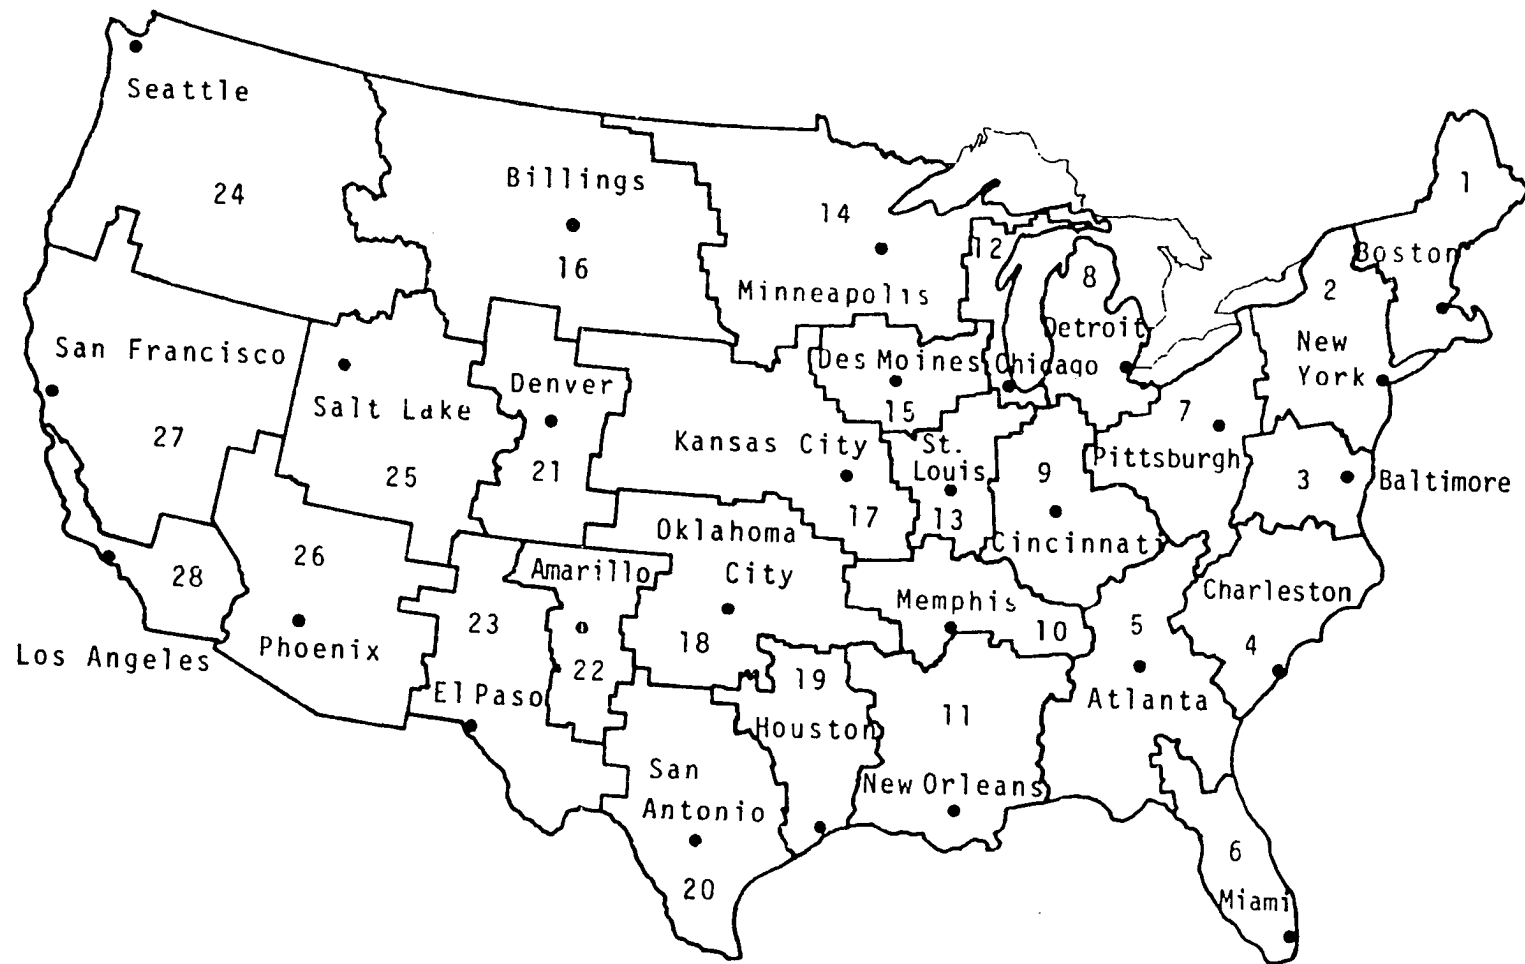 Seattle
24
Billings
16
14
Minneapolis
12
8
Detroit
1
Boston
2
New
York
San Francisco
27
Salt Lake
25
Denver
21
Des Moines
15
Chicago
Kansas City
17
St.
Louis
13
9
Cincinnati
7
Pittsburgh
3
Baltimore
28
Los Angeles
26
Phoenix
23
El Paso
Amarillo
22
Oklahoma
City
18
Memphis
10
5
Atlanta
Charleston
4
19
Houston
11
New Orleans
San
Antonio
20
6
Miami